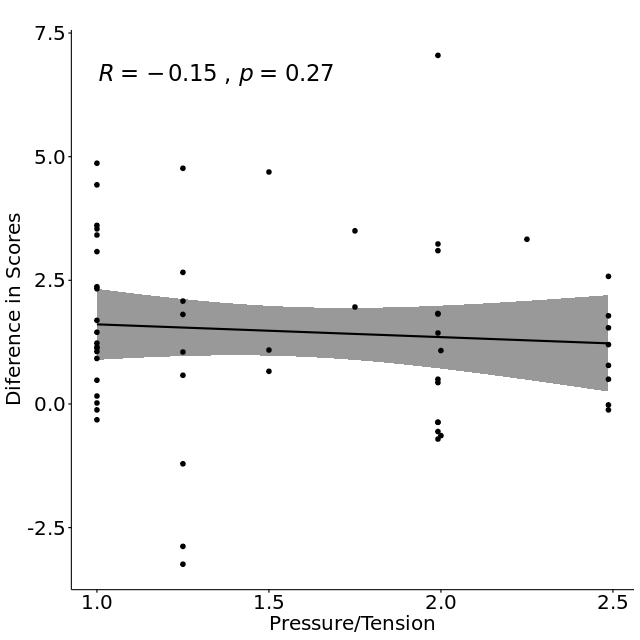 7.5
R = −0.15 , p = 0.27
5.0
2.5
0.0
-2.5
Diference in Scores
1.0 1.5 2.0 2.5
Pressure/Tension